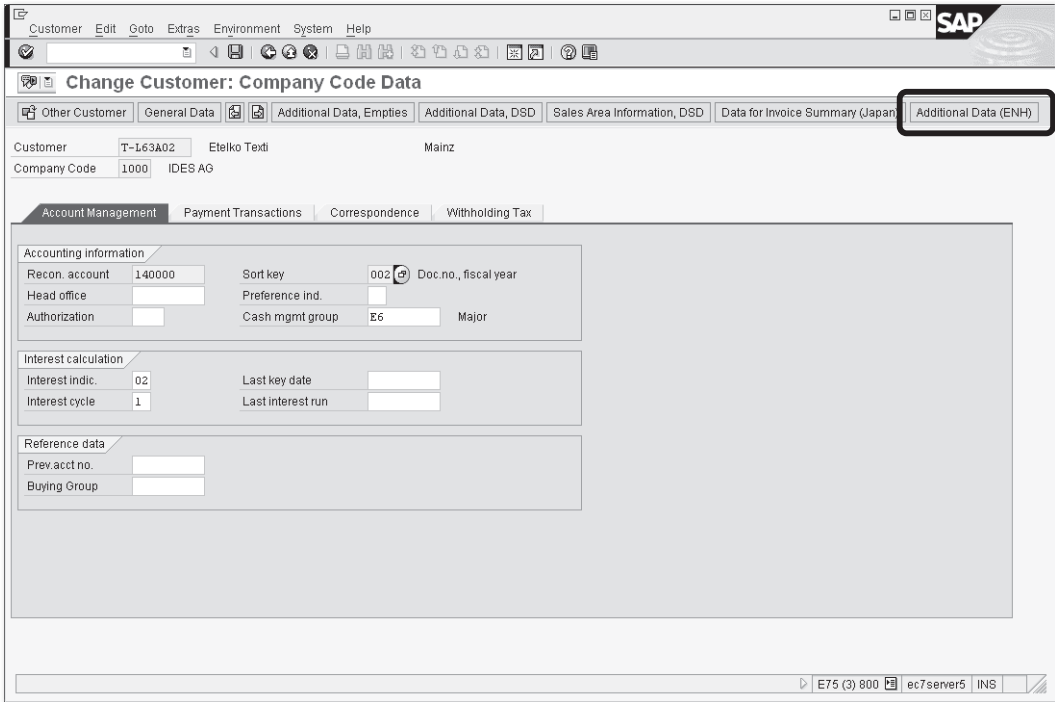 Customer Edit Goto Extras Environment System Help
SAP
Change Customer: Company Code Data
Other Customer General Data Additional Data, Empties Additional Data, DSD Sales Area Information, DSD Data for Invoice Summary (Japan) Additional Data (ENH)
Customer T-L63A02 Etelko Texti Mainz
Company Code 1000 IDES AG
Account Management Payment Transactions Correspondence Withholding Tax
Accounting information
Recon. account 140000 Sort key 002 Doc.no., fiscal year
Head office Preference ind.
Authorization Cash mgmt group E6 Major
Interest calculation
Interest indic. 02 Last key date
Interest cycle 1 Last interest run
Reference data
Prev.acct no.
Buying Group
E75 (3) 800 ec7server5 INS